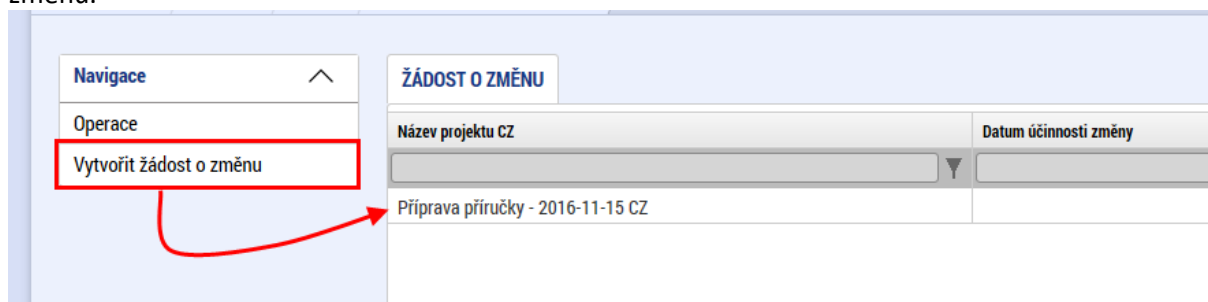 změnu.
Navigace
Operace
Vytvořit žádost o změnu
ŽÁDOST O ZMĚNU
Název projektu CZ Datum účinnosti změny
Příprava příručky - 2016-11-15 CZ